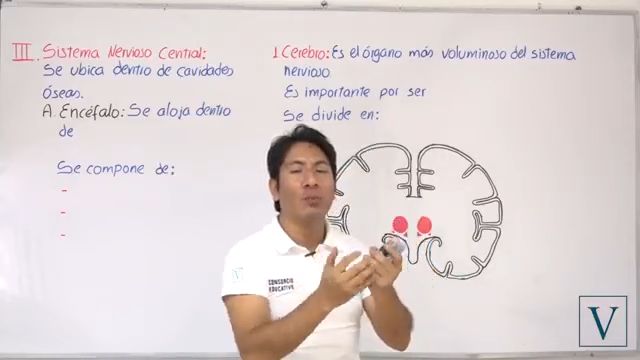 III. Sistema Nervioso Central:
Se ubica dentro de cavidades
óseas.
A. Encéfalo: Se aloja dentro
de
Se compone de:
-
-
-
1. Cerebro: Es el órgano más voluminoso del sistema
nervioso
Es importante por ser
Se divide en:
V
CONSORCIO
EDUCATIVO
V